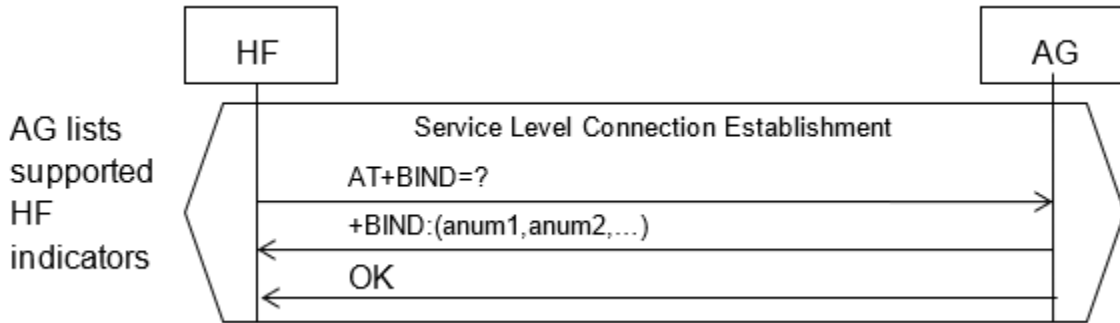 HF
AG
AG lists
supported
HF
indicators
Service Level Connection Establishment
AT+BIND=?
+BIND:(anum1,anum2,…)
OK